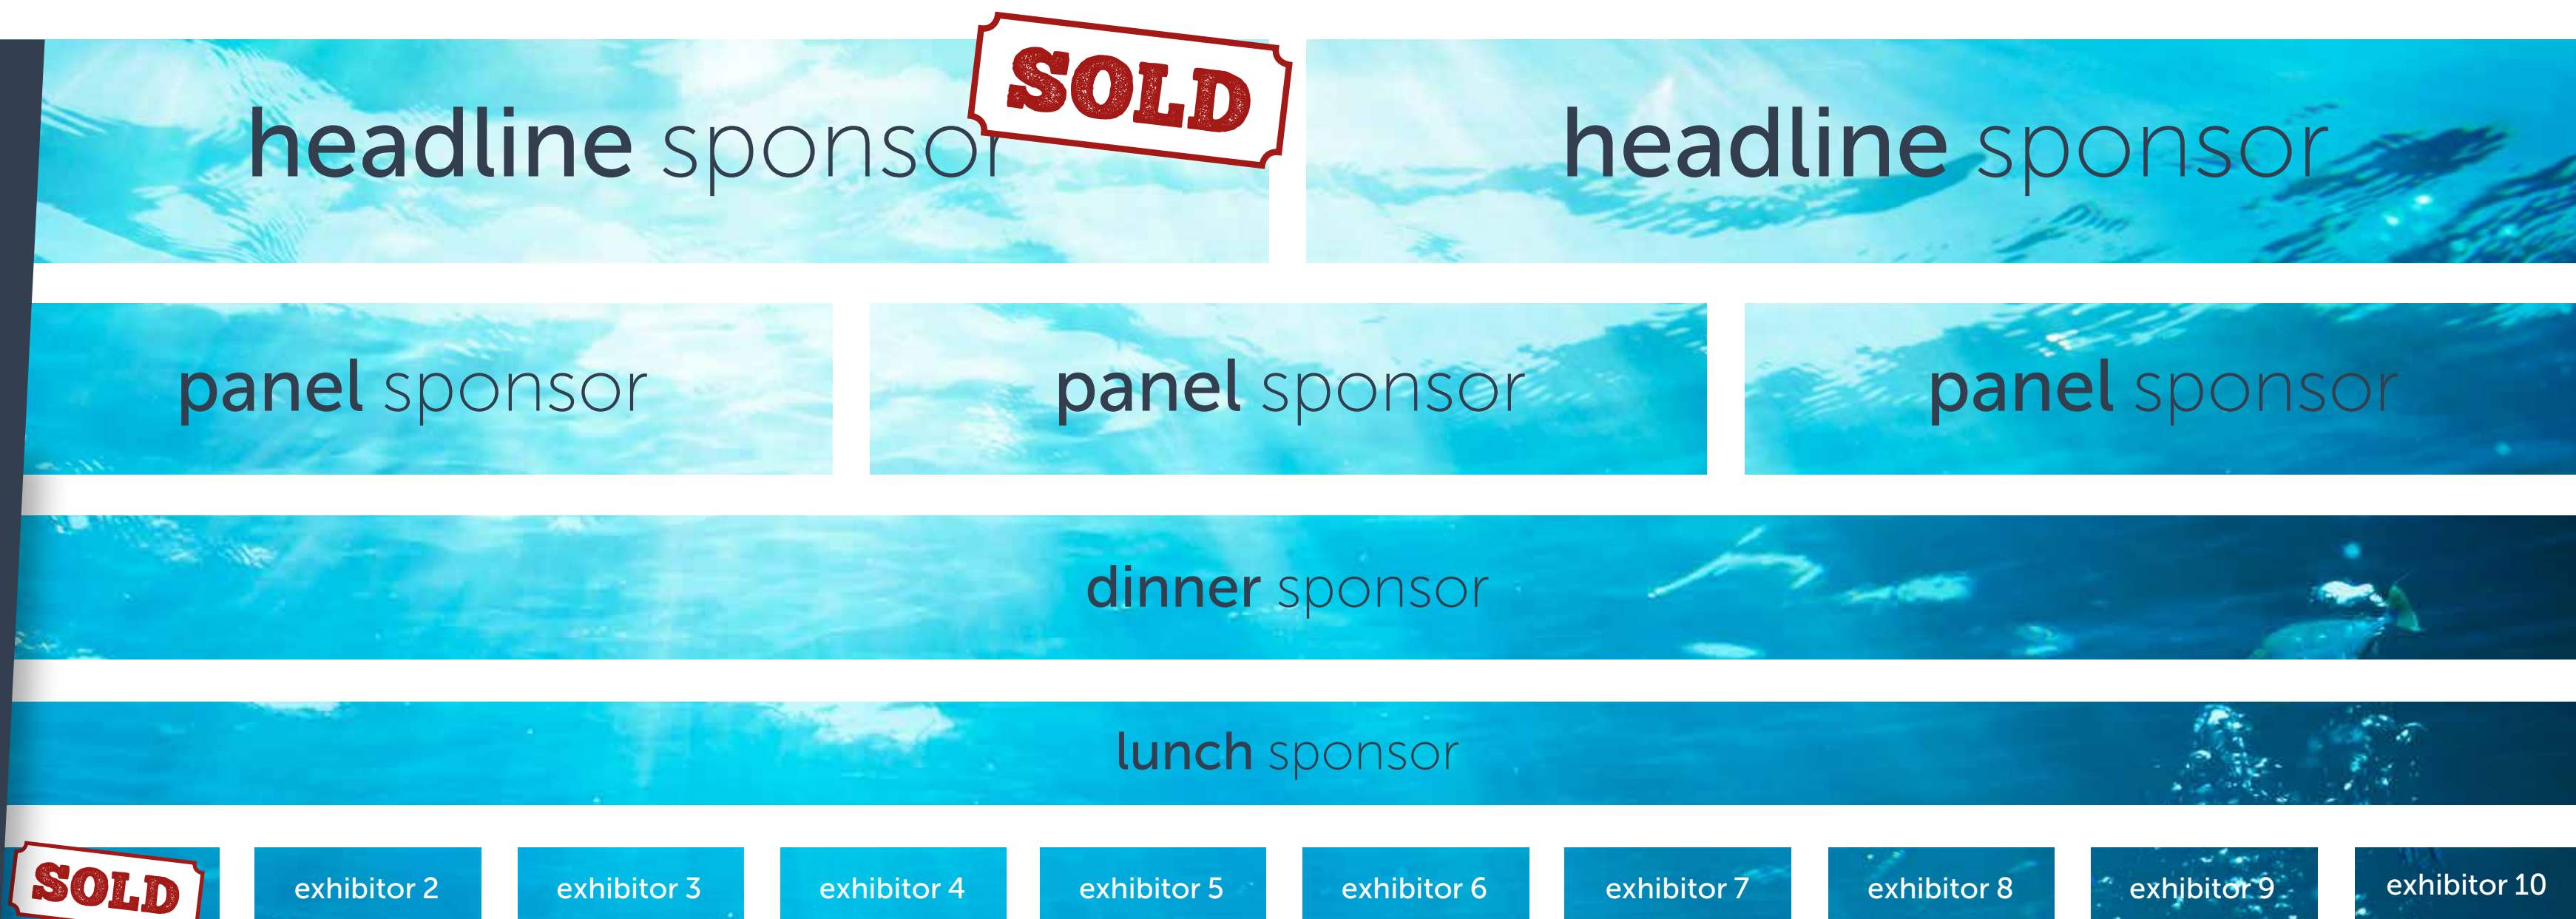 headline sponsor SOLD headline sponsor
panel sponsor panel sponsor panel sponsor
dinner sponsor
lunch sponsor
SOLD exhibitor 2 exhibitor 3 exhibitor 4 exhibitor 5 exhibitor 6 exhibitor 7 exhibitor 8 exhibitor 9 exhibitor 10